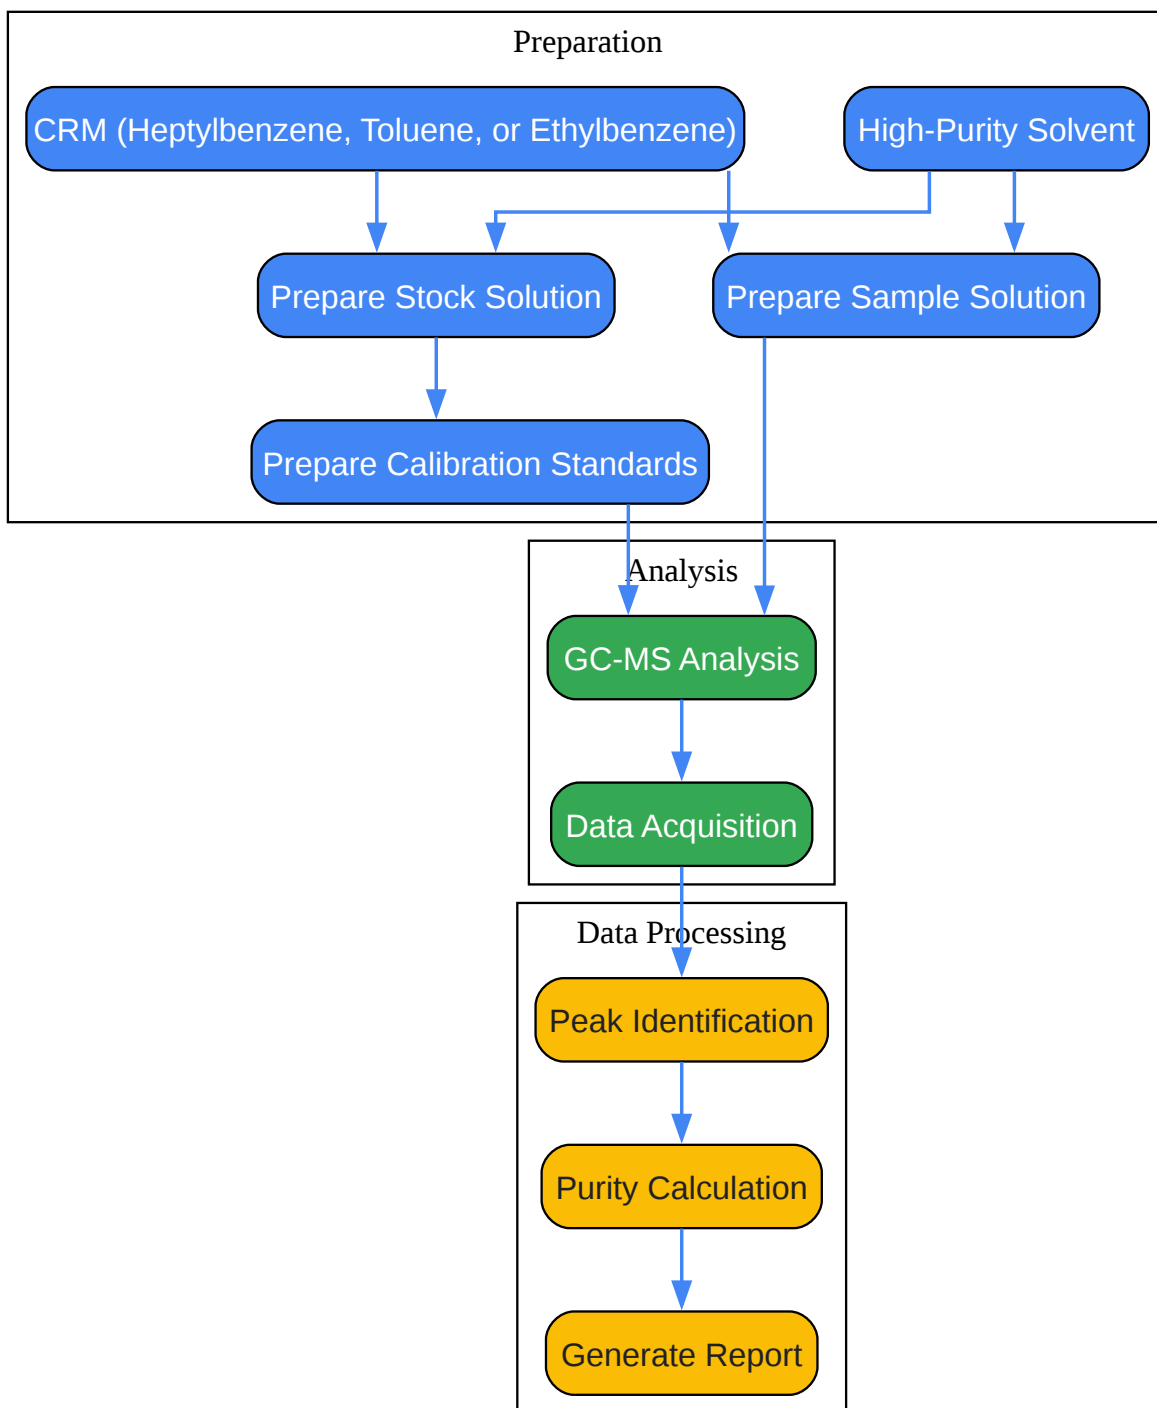 Preparation
CRM (Heptylbenzene, Toluene, or Ethylbenzene)
High-Purity Solvent
Prepare Stock Solution
Prepare Sample Solution
Prepare Calibration Standards
Analysis
GC-MS Analysis
Data Acquisition
Data Processing
Peak Identification
Purity Calculation
Generate Report